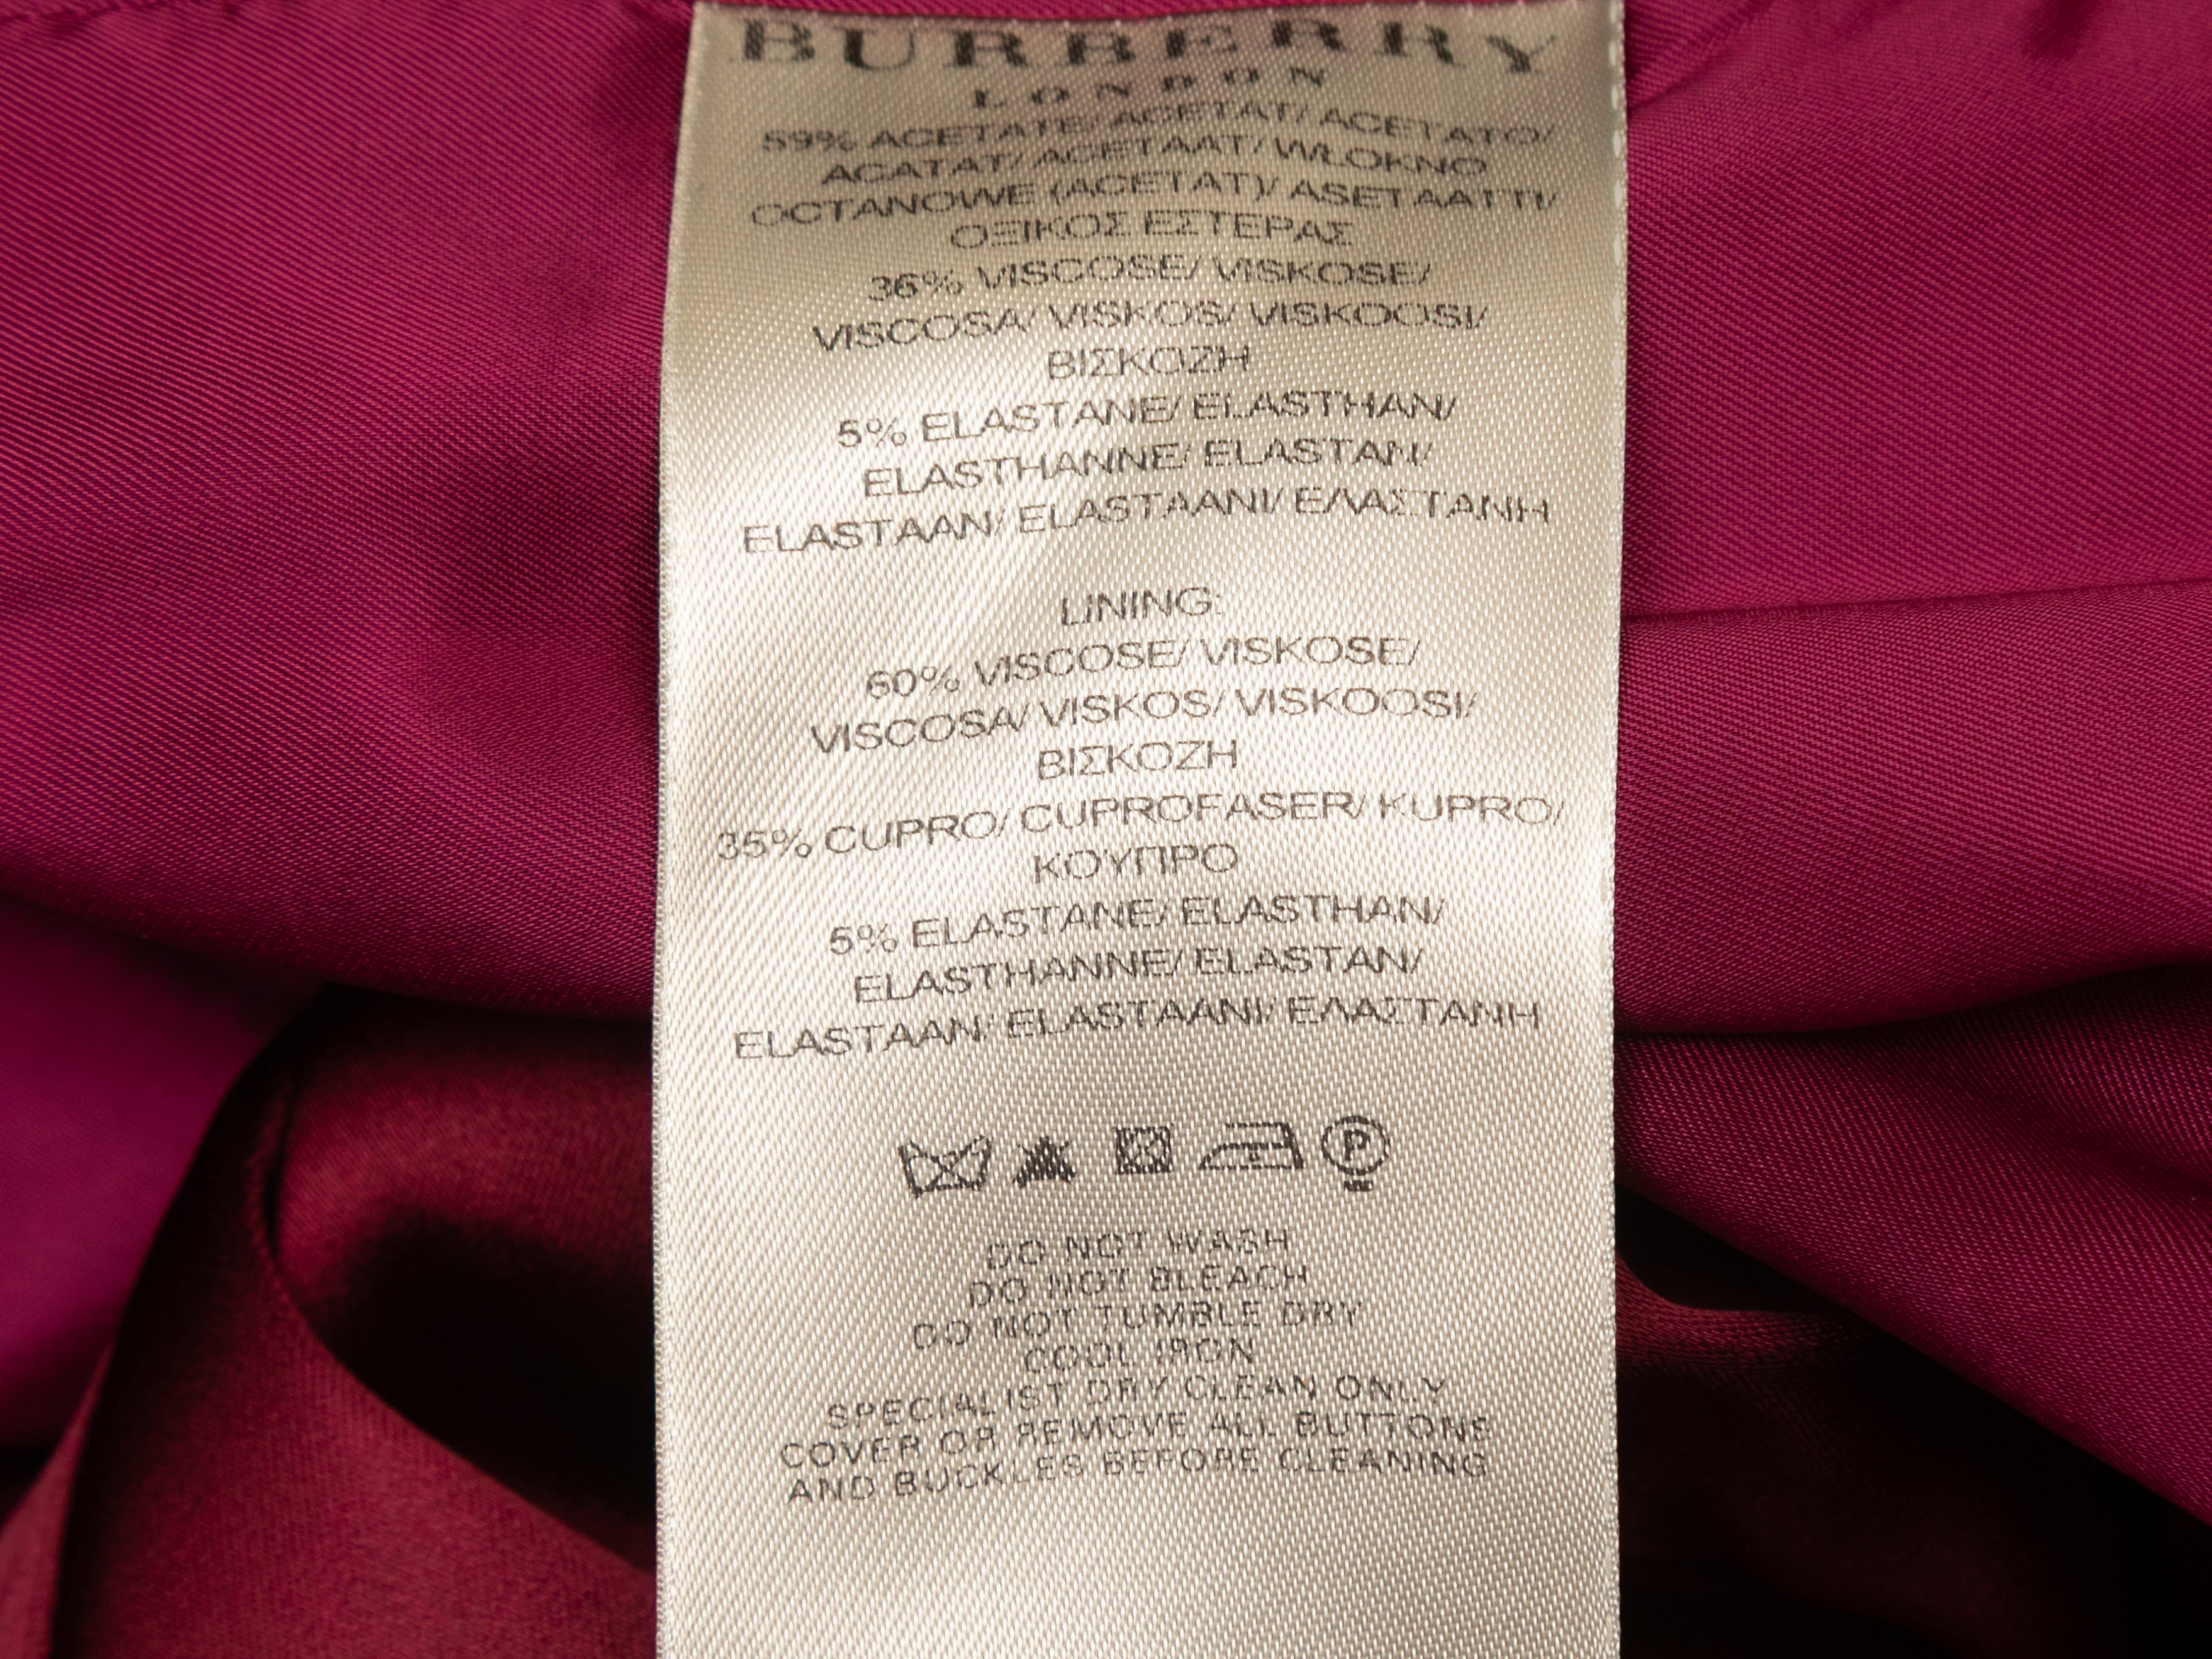 BURBERRY
LONDON
59% ACETATE/ ACETAT/ ACETATO/
ACATAT/ ACETAAT/ WŁOKNO
OCTANOWE (ACETAT)/ ASETAATTI/
ΟΞΙΚΟΣ ΕΣΤΕΡΑΣ
36% VISCOSE/ VISKOSE/
VISCOSA/ VISKOS/ VISKOOSI/
ΒΙΣΚΟΖΗ
5% ELASTANE/ ELASTHAN/
ELASTHANNE/ ELASTAN/
ELASTAAN/ ELASTAANI/ ΕΛΑΣΤΑΝΗ
LINING:
60% VISCOSE/ VISKOSE/
VISCOSA/ VISKOS/ VISKOOSI/
ΒΙΣΚΟΖΗ
35% CUPRO/ CUPROFASER/ KUPRO/
ΚΟΥΠΡΟ
5% ELASTANE/ ELASTHAN/
ELASTHANNE/ ELASTAN/
ELASTAAN/ ELASTAANI/ ΕΛΑΣΤΑΝΗ
P
DO NOT WASH
DO NOT BLEACH
DO NOT TUMBLE DRY
COOL IRON
SPECIALIST DRY CLEAN ONLY
COVER OR REMOVE ALL BUTTONS
AND BUCKLES BEFORE CLEANING